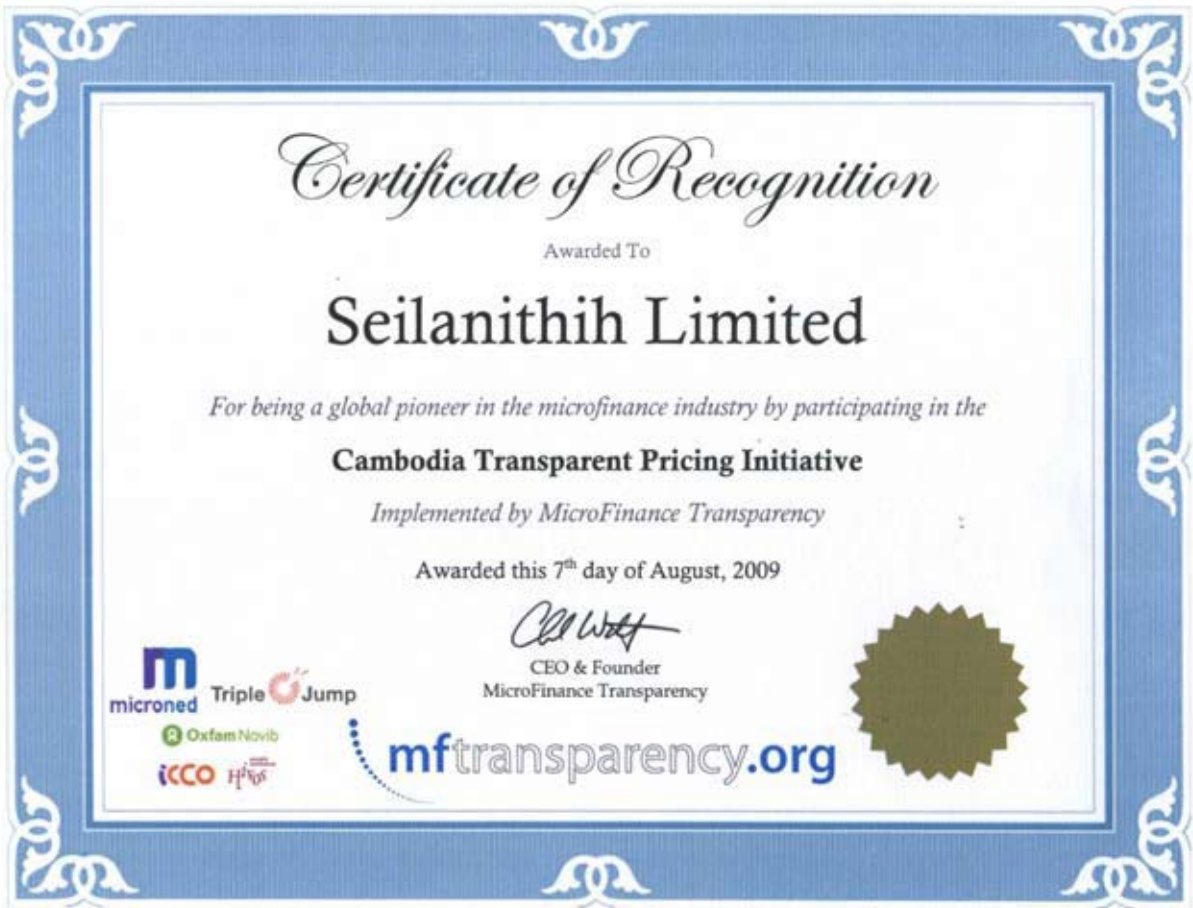 Certificate of Recognition
Awarded To
Seilanithih Limited
For being a global pioneer in the microfinance industry by participating in the
Cambodia Transparent Pricing Initiative
Implemented by MicroFinance Transparency
Awarded this 7th day of August, 2009
CEO & Founder
MicroFinance Transparency
m
microned
Triple Jump
Oxfam Novib
icco Hivos
mftransparency.org